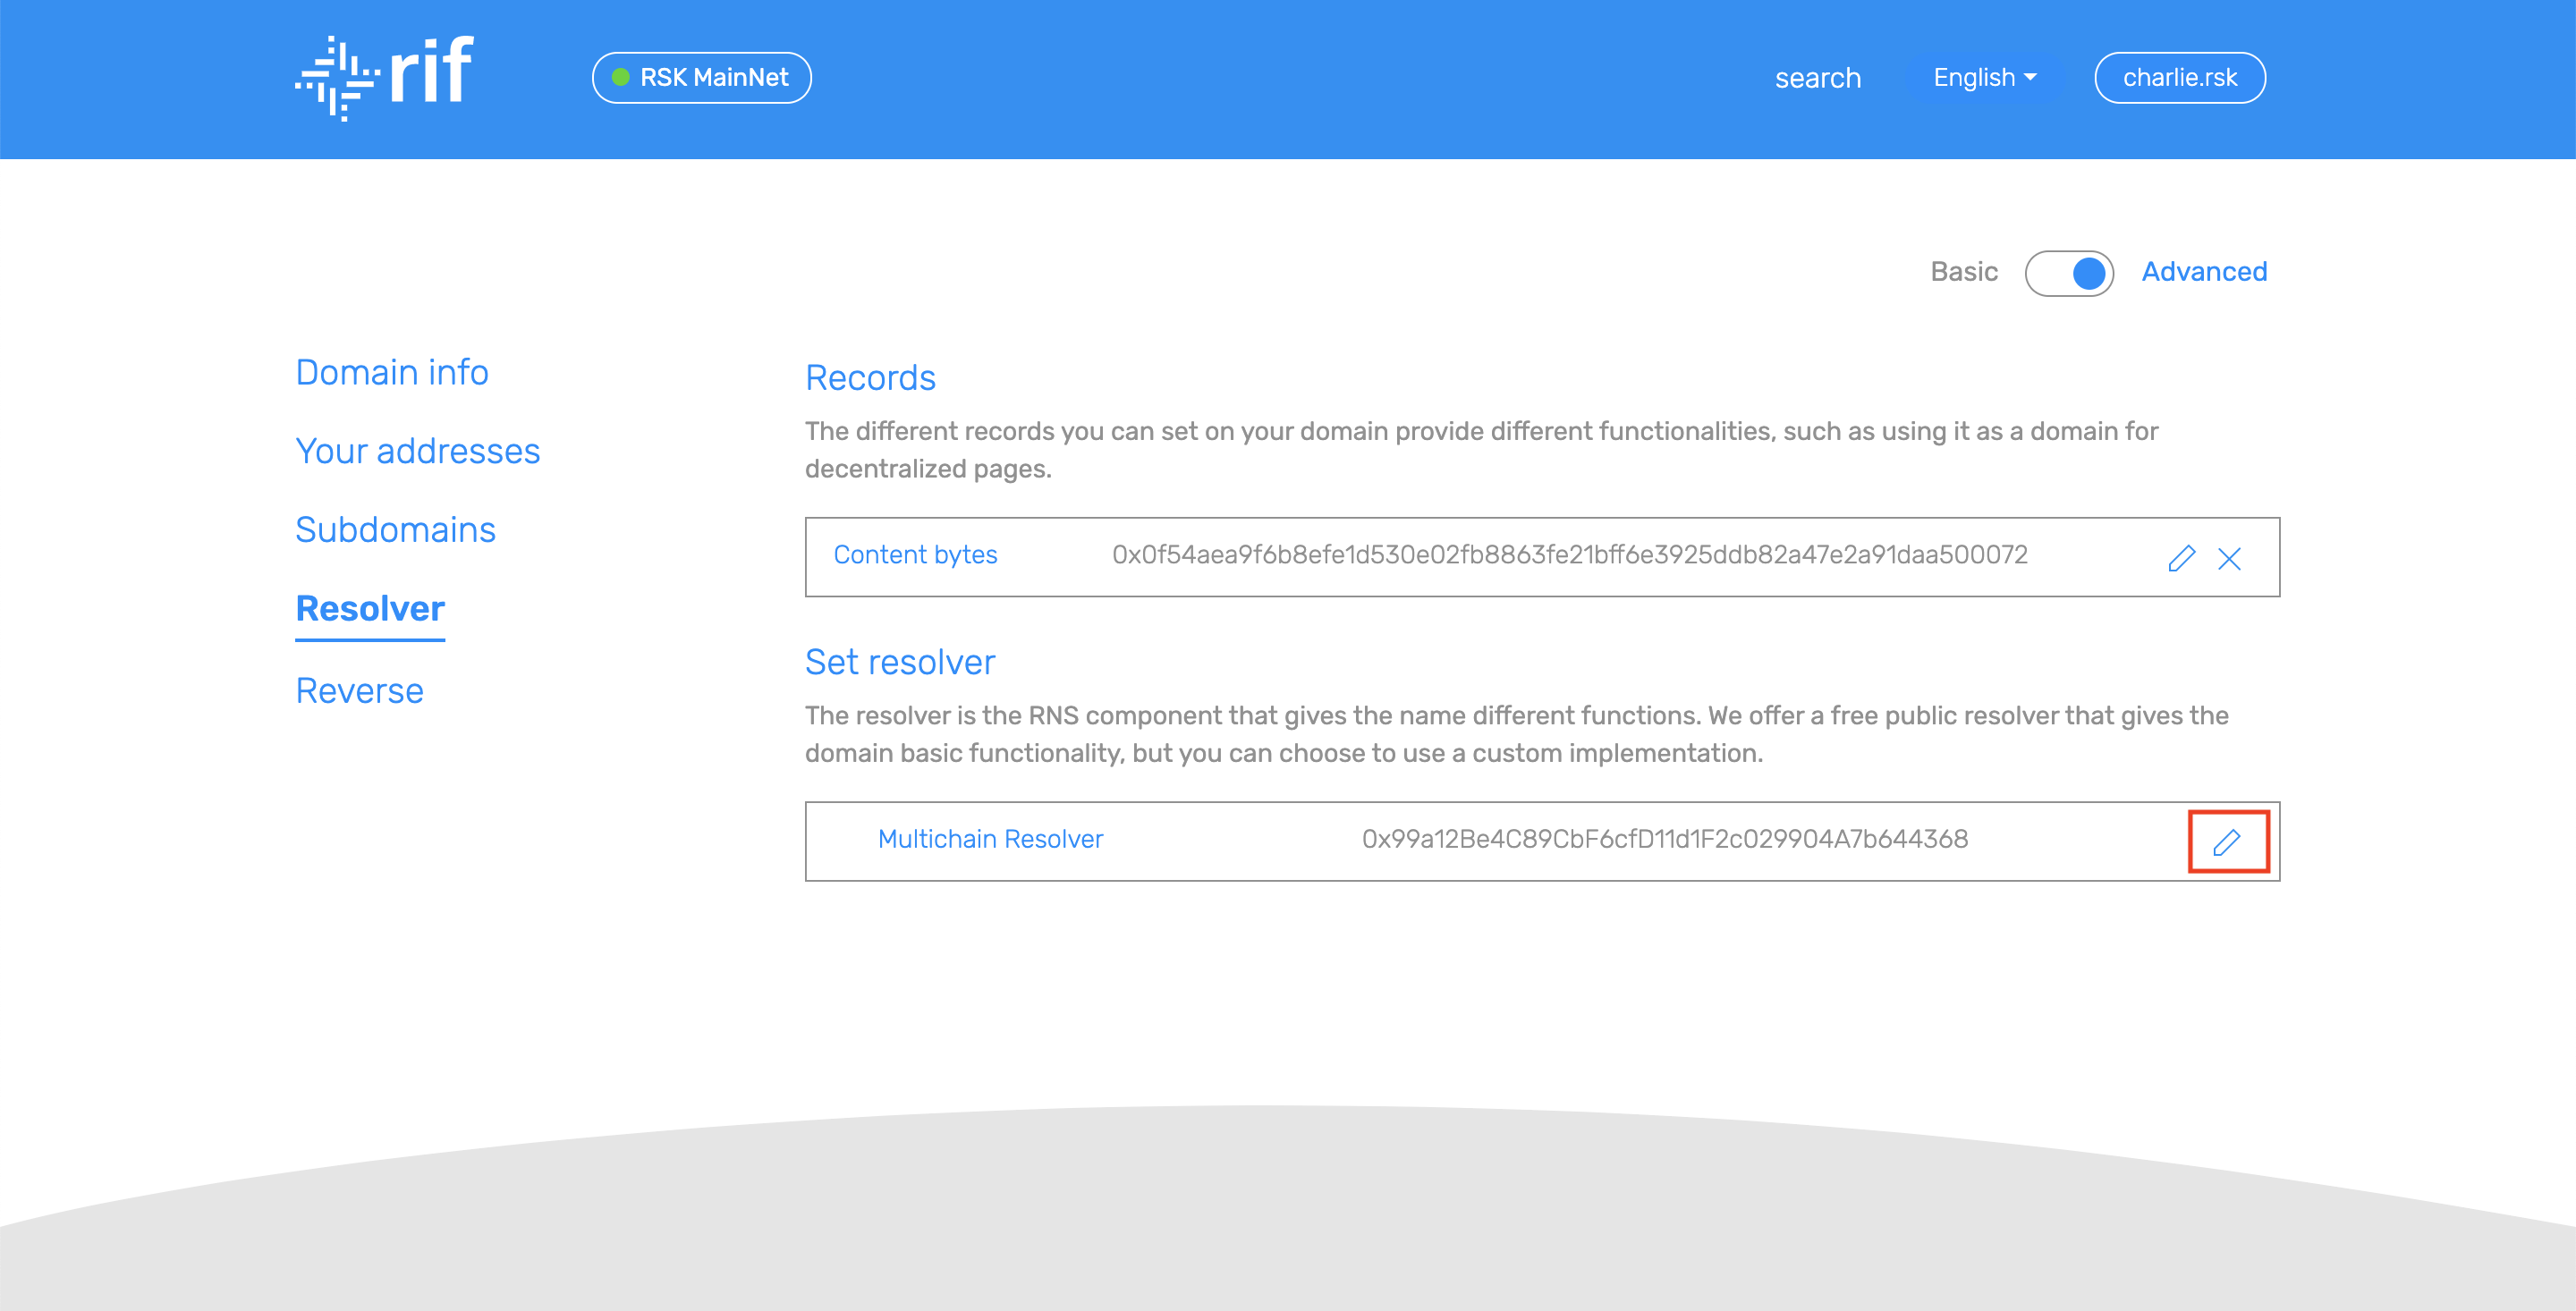 rif
RSK MainNet
search
English
charlie.rsk
Basic
Advanced
Domain info
Your addresses
Subdomains
Resolver
Reverse
Records
The different records you can set on your domain provide different functionalities, such as using it as a domain for
decentralized pages.
Content bytes 0x0f54aea9f6b8efe1d530e02fb8863fe21bff6e3925ddb82a47e2a91daa500072
Set resolver
The resolver is the RNS component that gives the name different functions. We offer a free public resolver that gives the
domain basic functionality, but you can choose to use a custom implementation.
Multichain Resolver 0x99a12Be4C89CbF6cfD11d1F2c029904A7b644368